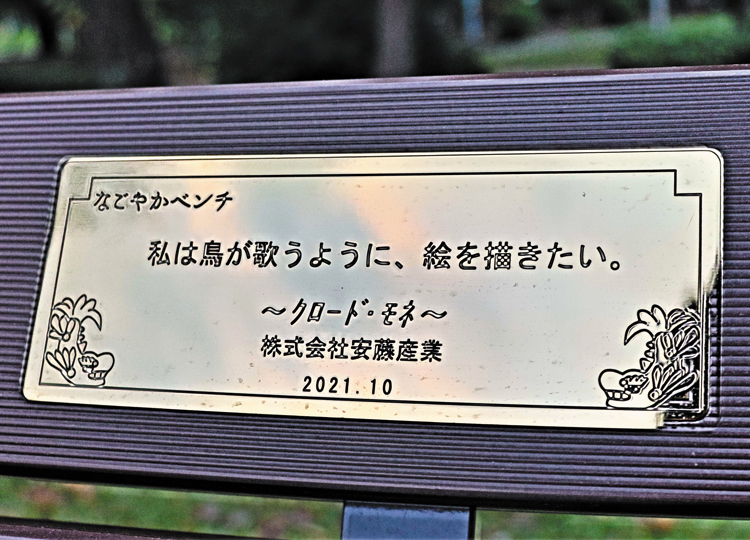 なごやかベンチ
私は鳥が歌うように、絵を描きたい。
～クロード・モネ～
株式会社安藤産業
2021.10